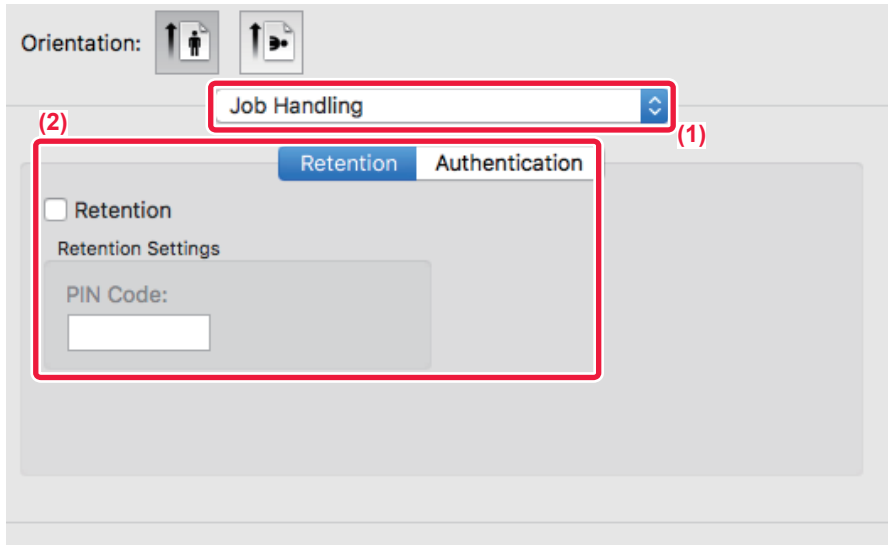 Orientation:
Job Handling
(1)
(2)
Retention Authentication
Retention
Retention Settings
PIN Code: